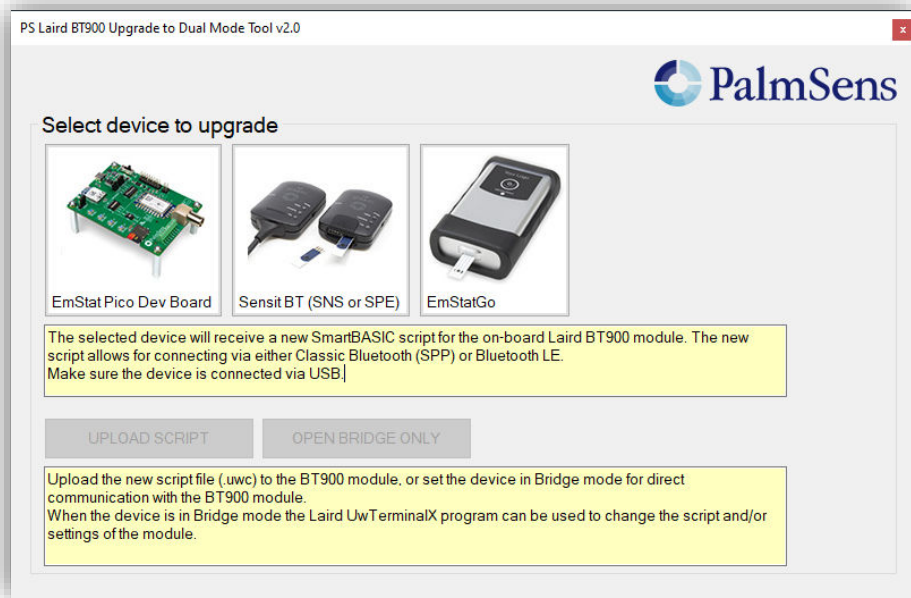 PS Laird BT900 Upgrade to Dual Mode Tool v2.0
x
PalmSens
Select device to upgrade
EmStat Pico Dev Board
Sensit BT (SNS or SPE)
EmStatGo
The selected device will receive a new SmartBASIC script for the on-board Laird BT900 module. The new
script allows for connecting via either Classic Bluetooth (SPP) or Bluetooth LE.
Make sure the device is connected via USB.
UPLOAD SCRIPT
OPEN BRIDGE ONLY
Upload the new script file (.uwc) to the BT900 module, or set the device in Bridge mode for direct
communication with the BT900 module.
When the device is in Bridge mode the Laird UwTerminalX program can be used to change the script and/or
settings of the module.